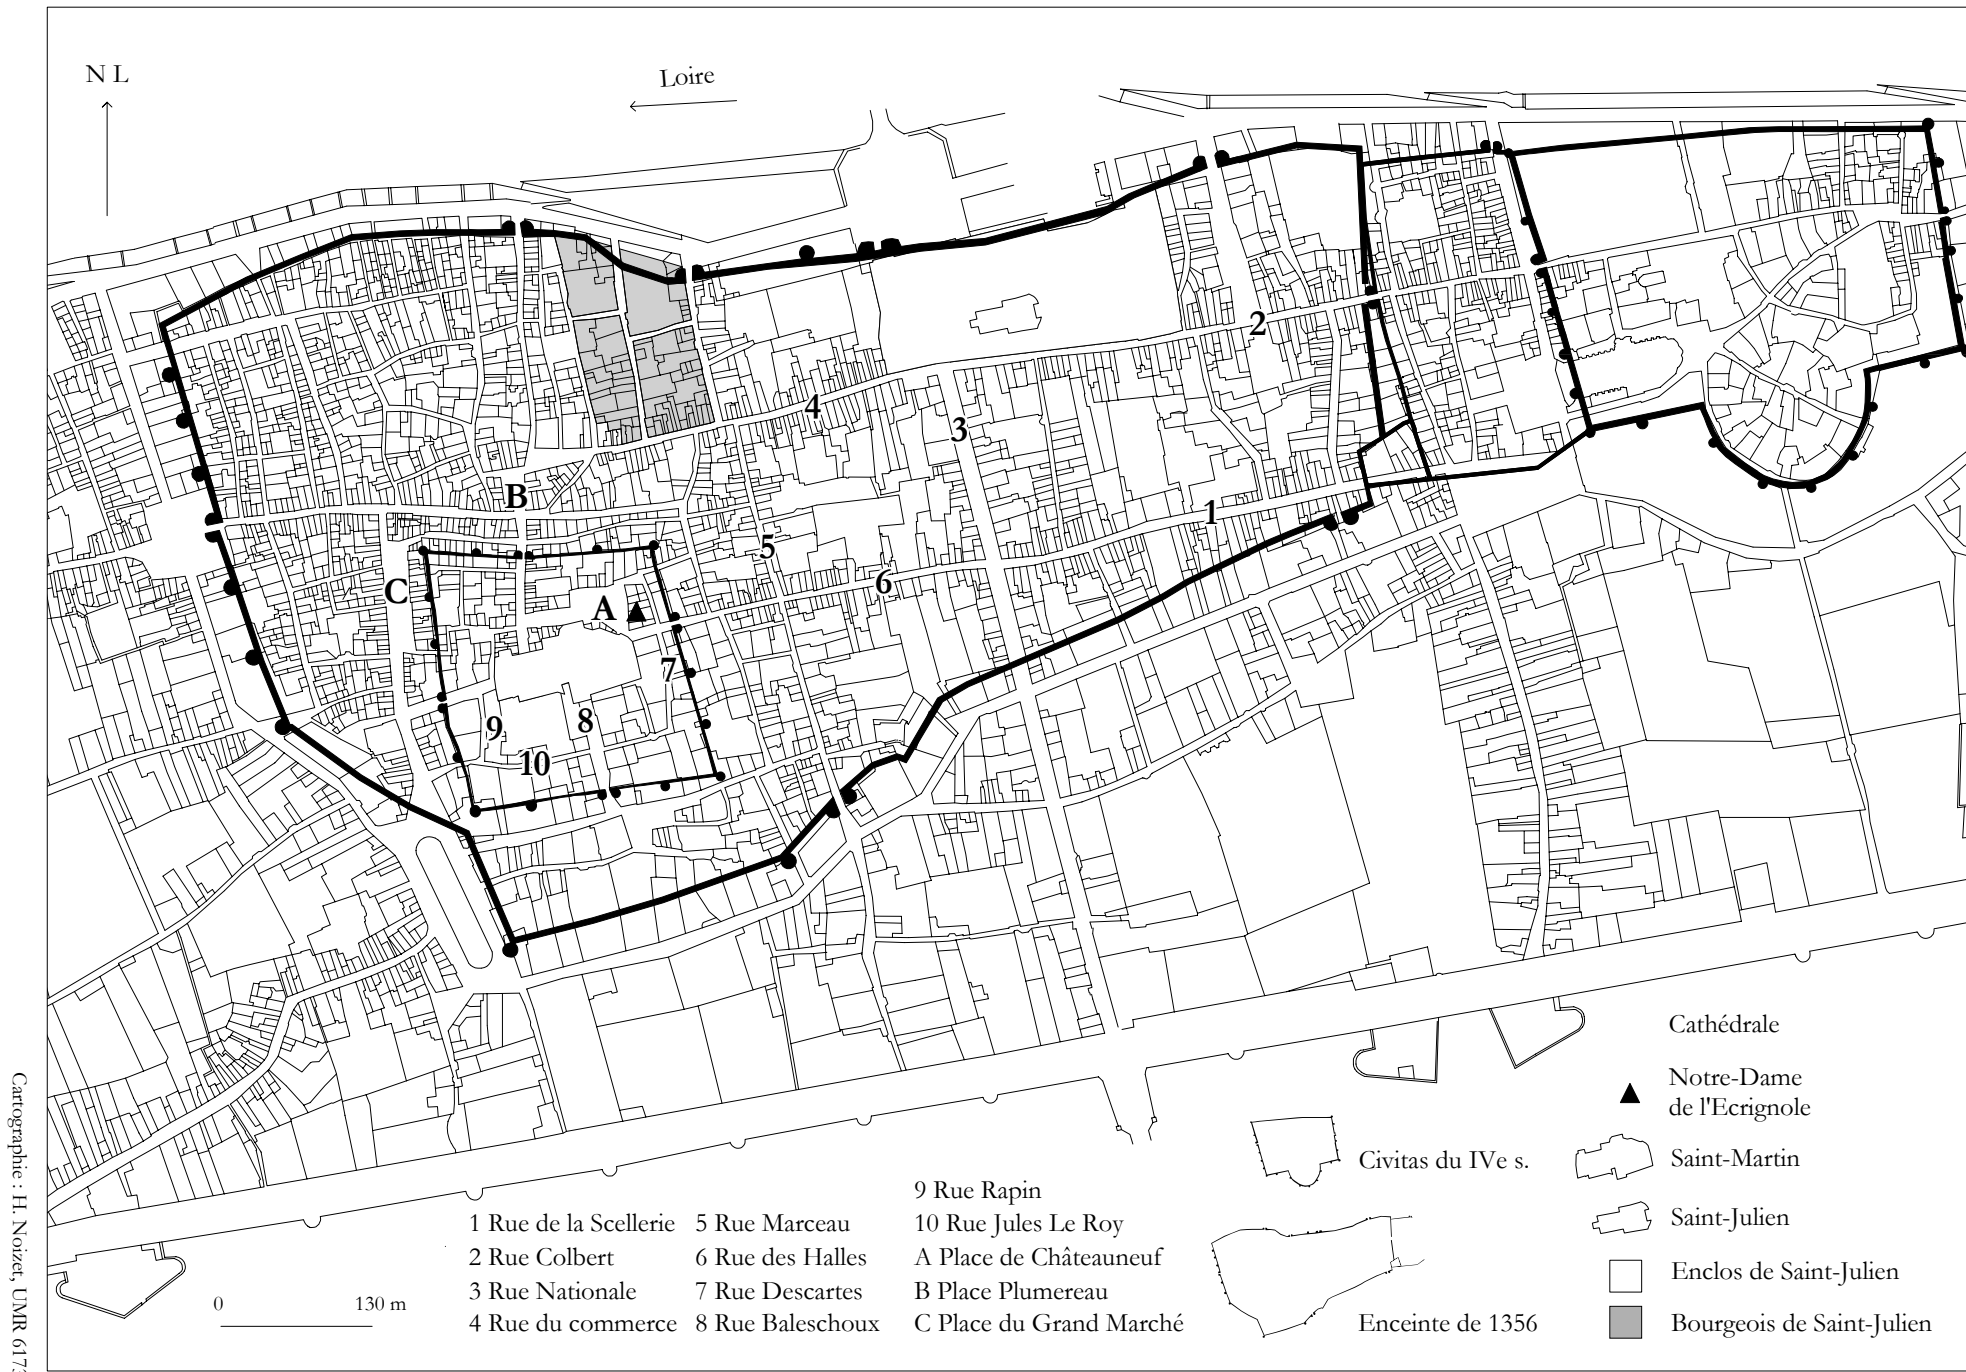 N L
Loire
2
4
3
B
1
5
6
C
A
7
9
8
10
Cathédrale
Notre-Dame
de l'Ecrignole
Civitas du IVe s.
Saint-Martin
Saint-Julien
Enclos de Saint-Julien
Bourgeois de Saint-Julien
Enceinte de 1356
1 Rue de la Scellerie
2 Rue Colbert
3 Rue Nationale
4 Rue du commerce
5 Rue Marceau
6 Rue des Halles
7 Rue Descartes
8 Rue Baleschoux
9 Rue Rapin
10 Rue Jules Le Roy
A Place de Châteauneuf
B Place Plumereau
C Place du Grand Marché
0 130 m
Cartographie : H. Noizet, UMR 6173